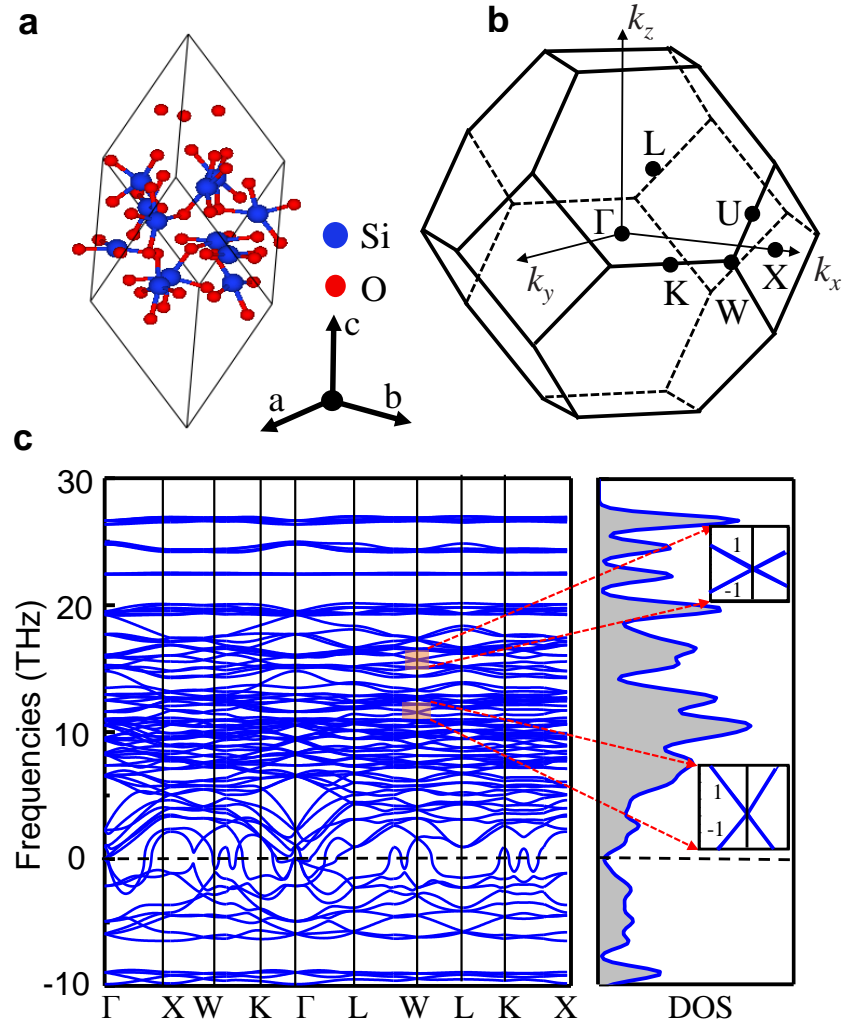 a
Si
O
c
a
b
b
k_z
L
Γ
U
k_y
K
W
X
k_x
c
30
20
10
0
-10
Frequencies (THz)
Γ X W K Γ L W L K X
1
-1
1
-1
DOS